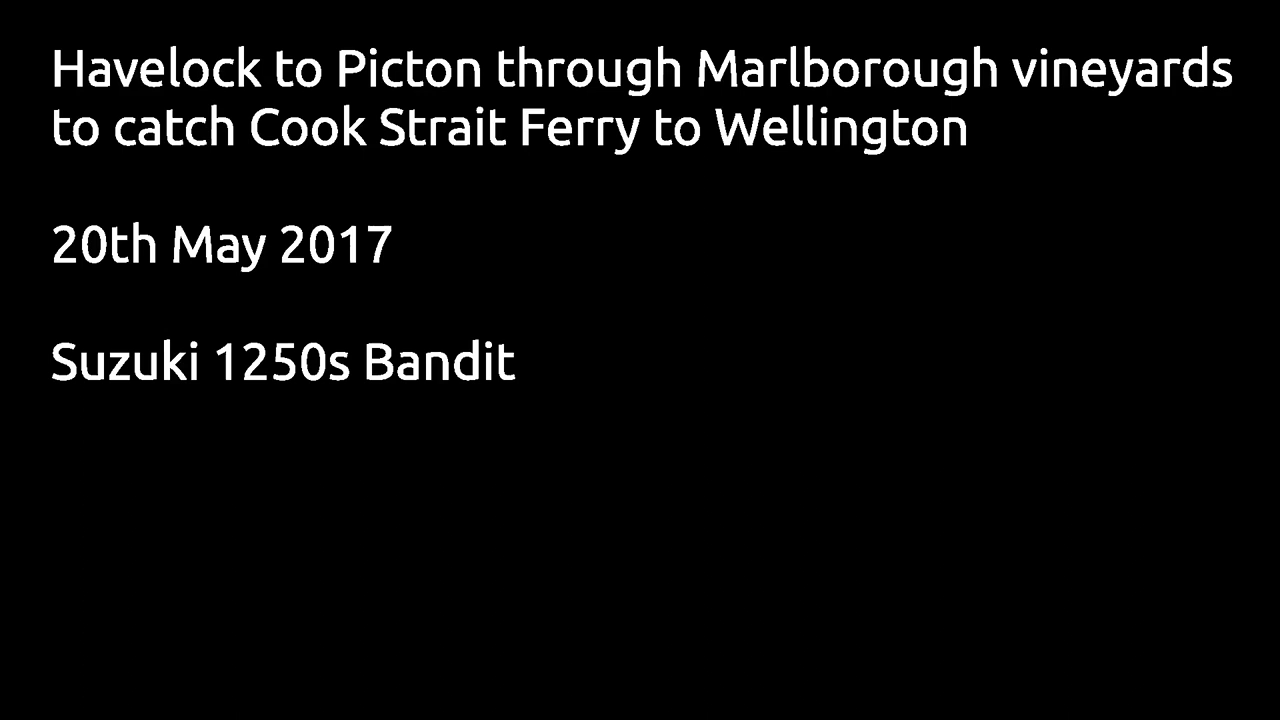 Havelock to Picton through Marlborough vineyards
to catch Cook Strait Ferry to Wellington
20th May 2017
Suzuki 1250s Bandit